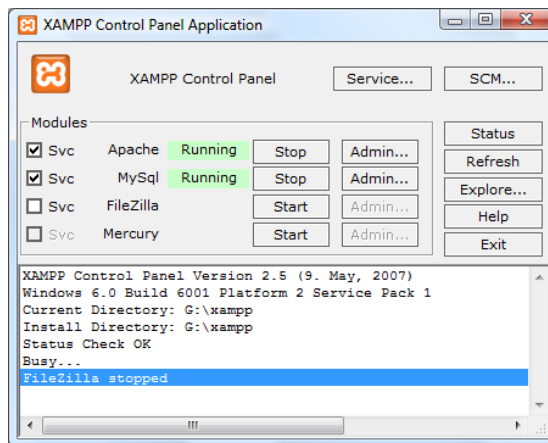 XAMPP Control Panel Application
XAMPP Control Panel Service... SCM...
Modules
Svc Apache Running Stop Admin...
Svc MySql Running Stop Admin...
Svc FileZilla Start Admin...
Svc Mercury Start Admin...
Status
Refresh
Explore...
Help
Exit
XAMPP Control Panel Version 2.5 (9. May, 2007)
Windows 6.0 Build 6001 Platform 2 Service Pack 1
Current Directory: G:\xampp
Install Directory: G:\xampp
Status Check OK
Busy...
FileZilla stopped